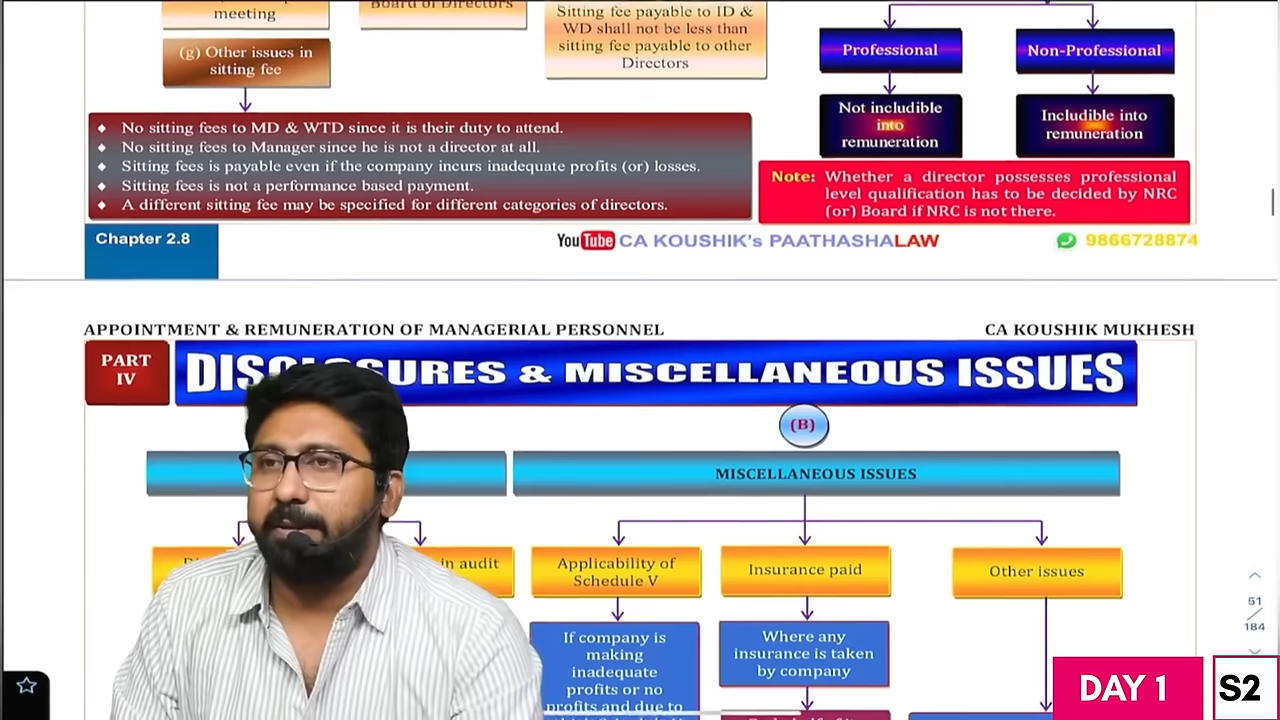 meeting
Board of Directors
Sitting fee payable to ID &
WD shall not be less than
sitting fee payable to other
Directors
Professional
Non-Professional
(g) Other issues in
sitting fee
Not includible
into
remuneration
Includible into
remuneration
◆ No sitting fees to MD & WTD since it is their duty to attend.
◆ No sitting fees to Manager since he is not a director at all.
◆ Sitting fees is payable even if the company incurs inadequate profits (or) losses.
◆ Sitting fees is not a performance based payment.
◆ A different sitting fee may be specified for different categories of directors.
Note: Whether a director possesses professional
level qualification has to be decided by NRC
(or) Board if NRC is not there.
Chapter 2.8
YouTube CA KOUSHIK's PAATHASHALAW
9866728874
APPOINTMENT & REMUNERATION OF MANAGERIAL PERSONNEL
CA KOUSHIK MUKHESH
PART
IV
DISCLOSURES & MISCELLANEOUS ISSUES
(B)
MISCELLANEOUS ISSUES
in audit
Applicability of
Schedule V
Insurance paid
Other issues
If company is
making
inadequate
profits or no
profits and due to
Where any
insurance is taken
by company
51
184
DAY 1
S2